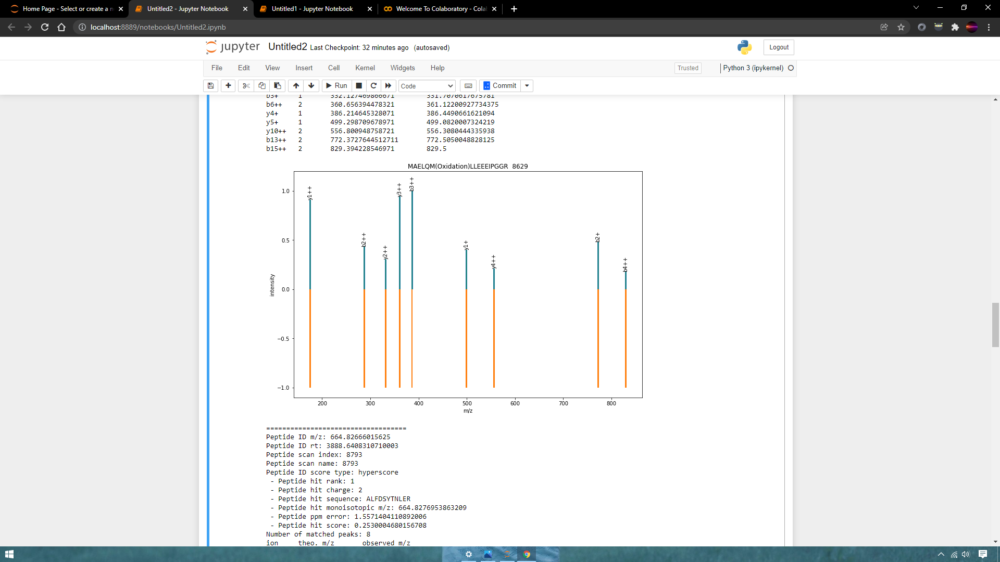 Home Page - Select or create a n
Untitled2 - Jupyter Notebook
Untitled1 - Jupyter Notebook
Welcome To Colaboratory - Cola
localhost:8889/notebooks/Untitled2.ipynb
jupyter Untitled2 Last Checkpoint: 32 minutes ago (autosaved)
Logout
File Edit View Insert Cell Kernel Widgets Help
Trusted
Python 3 (ipykernel)
Run
Code
Commit
b3+ 1 332.127469866671 331.7070617675781
b6++ 2 360.656394478321 361.12200927734375
y4+ 1 386.214645328071 386.4490661621094
y5+ 1 499.298709678971 499.0820007324219
y10++ 2 556.800948758721 556.3080444335938
b13++ 2 772.3727644512711 772.5050048828125
b15++ 2 829.394228546971 829.5
MAELQM(Oxidation)LLEEEIPGGR 8629
y1++
b2++
y2++
y3++
b3++
y1+
y4++
b2+
b4++
1.0
0.5
0.0
−0.5
−1.0
intensity
200 300 400 500 600 700 800
m/z
===================================
Peptide ID m/z: 664.82666015625
Peptide ID rt: 3888.6408310710003
Peptide scan index: 8793
Peptide scan name: 8793
Peptide ID score type: hyperscore
- Peptide hit rank: 1
- Peptide hit charge: 2
- Peptide hit sequence: ALFDSYTNLER
- Peptide hit monoisotopic m/z: 664.8276953863209
- Peptide ppm error: 1.5571404110892006
- Peptide hit score: 0.2530004680156708
Number of matched peaks: 8
ion theo. m/z observed m/z